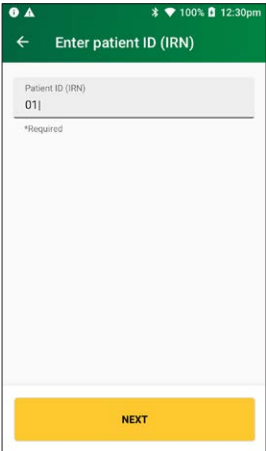 100% 12:30pm
Enter patient ID (IRN)
Patient ID (IRN)
01
*Required
NEXT